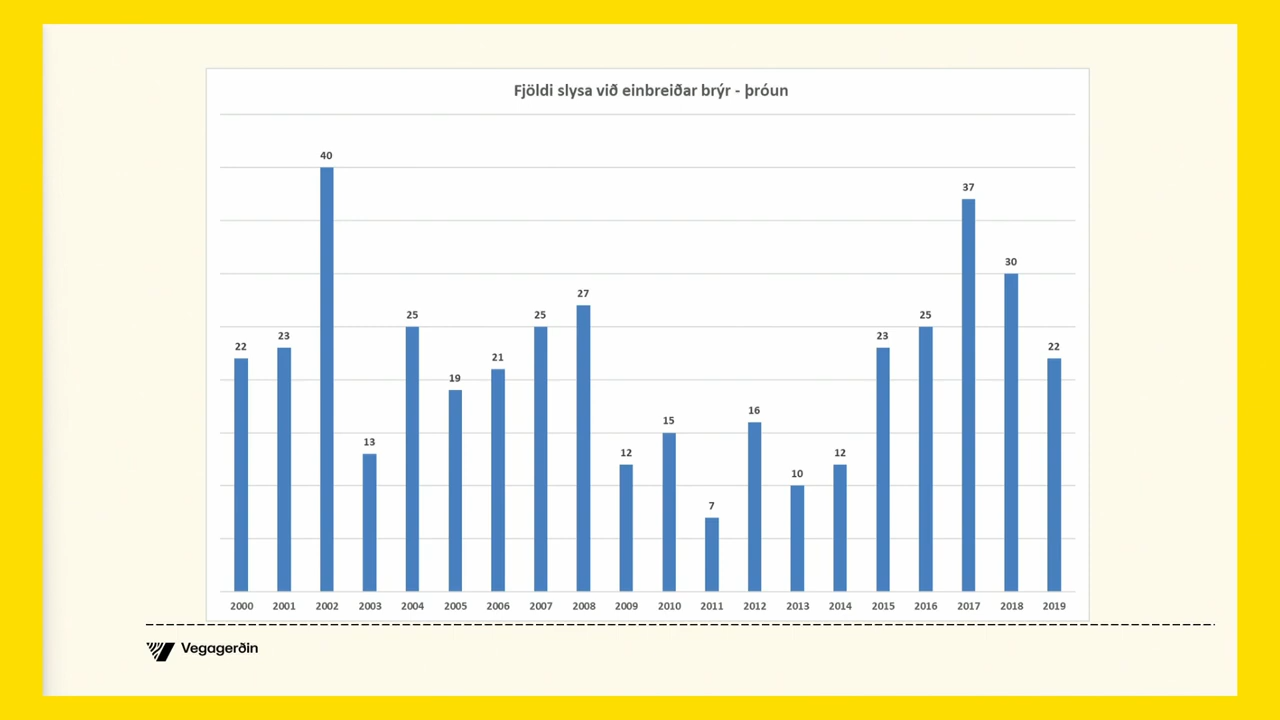 Fjöldi slysa við einbreiðar brýr - þróun
22 23 40 13 25 19 21 25 27 12 15 7 16 10 12 23 25 37 30 22
2000 2001 2002 2003 2004 2005 2006 2007 2008 2009 2010 2011 2012 2013 2014 2015 2016 2017 2018 2019
Vegagerðin